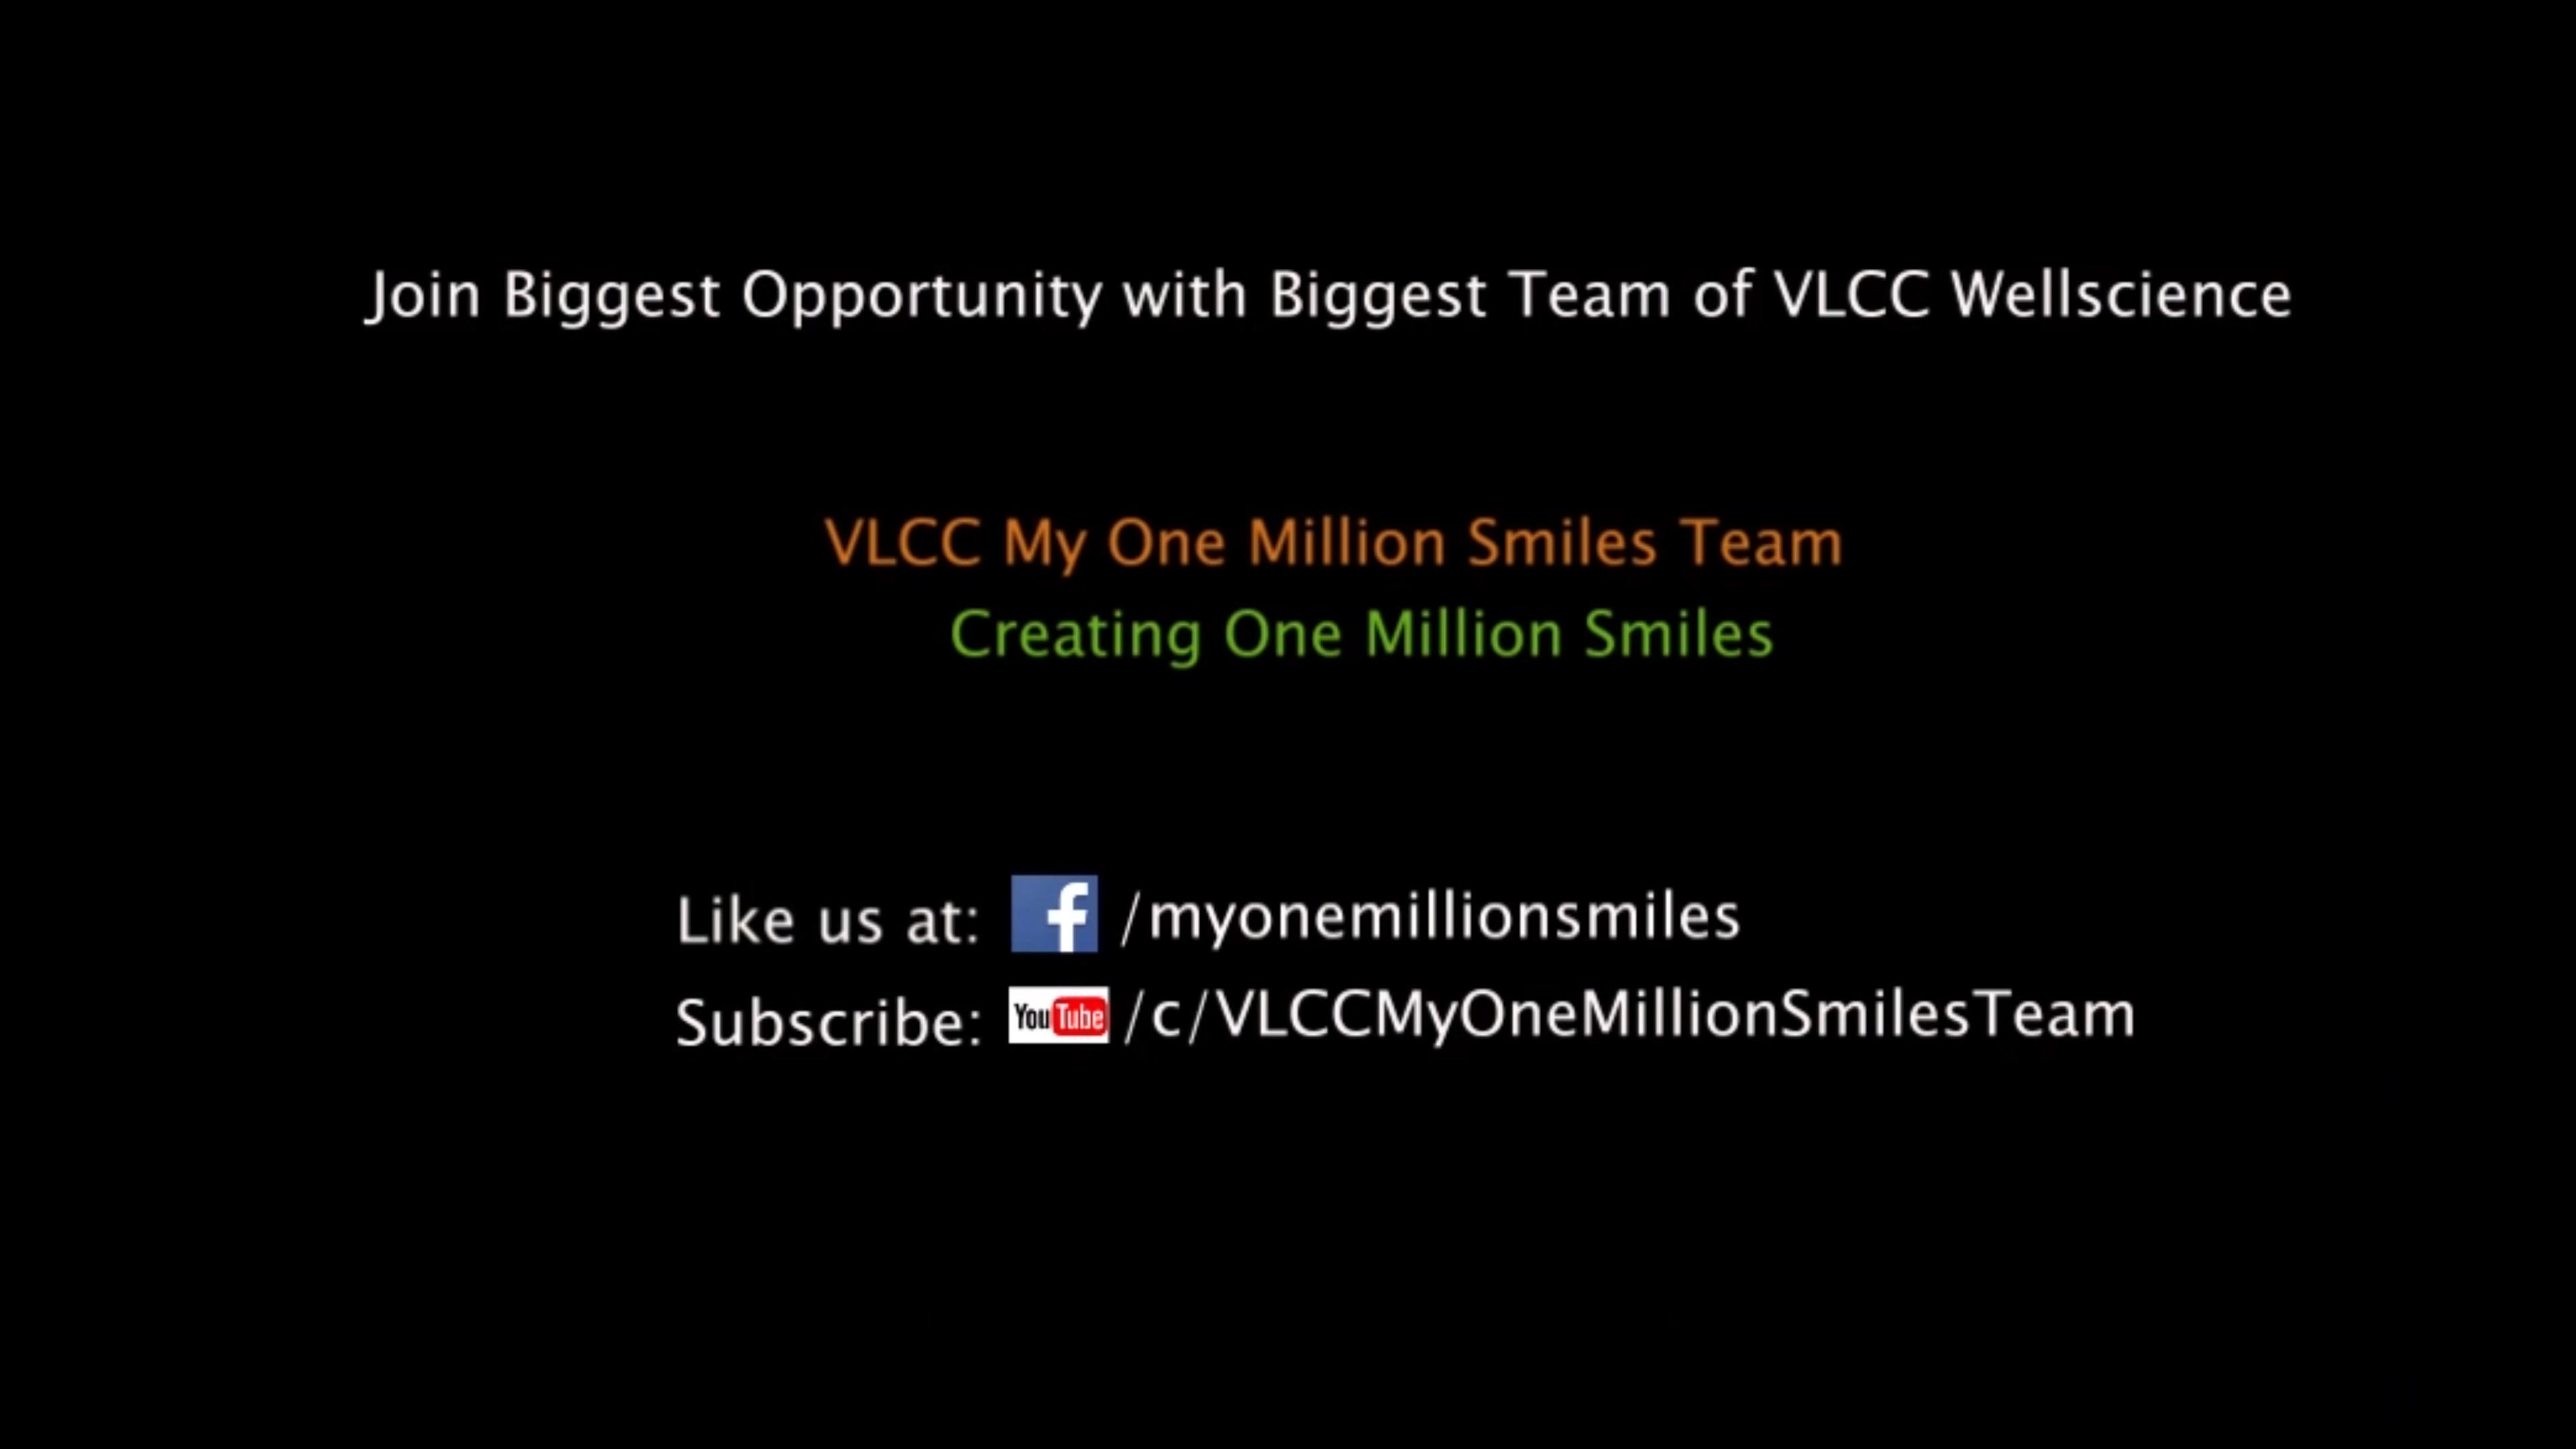 Join Biggest Opportunity with Biggest Team of VLCC Wellscience
VLCC My One Million Smiles Team
Creating One Million Smiles
Like us at: f /myonemillionsmiles
Subscribe: YouTube /c/VLCCMyOneMillionSmilesTeam